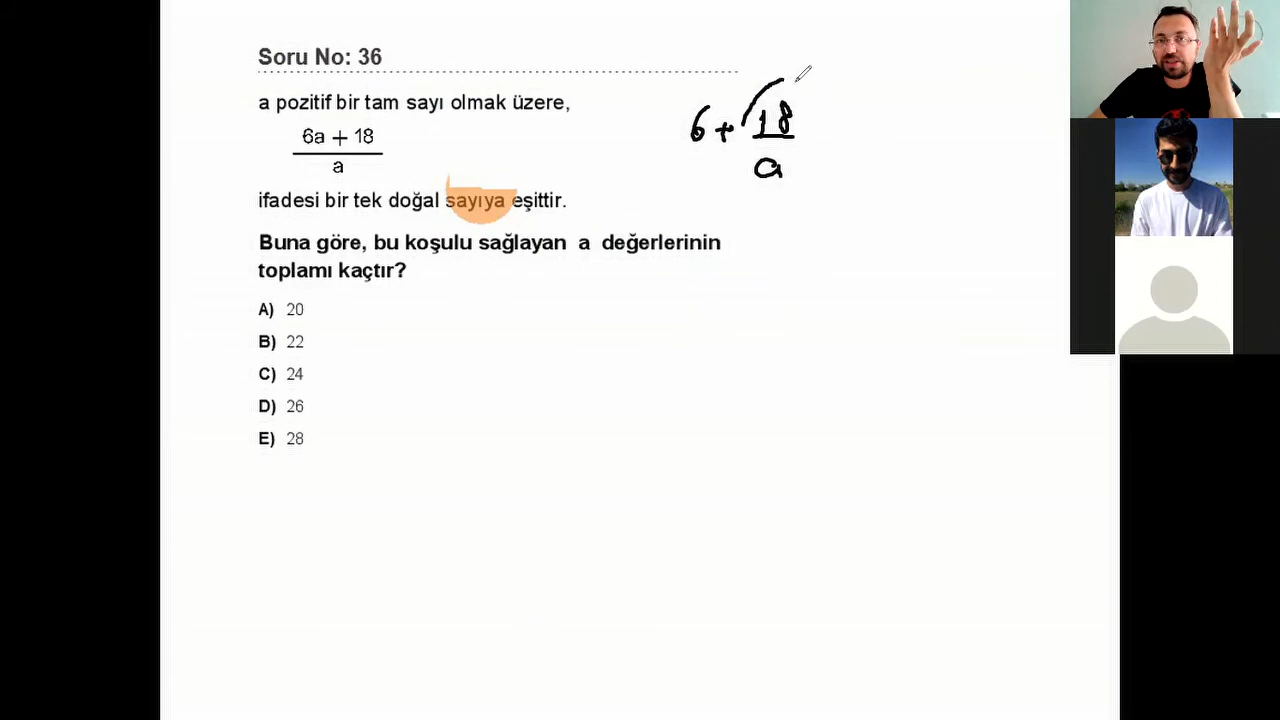 Soru No: 36
a pozitif bir tam sayı olmak üzere,
6a + 18
a
ifadesi bir tek doğal sayıya eşittir.
Buna göre, bu koşulu sağlayan a değerlerinin
toplamı kaçtır?
A) 20
B) 22
C) 24
D) 26
E) 28
6 + 18
a